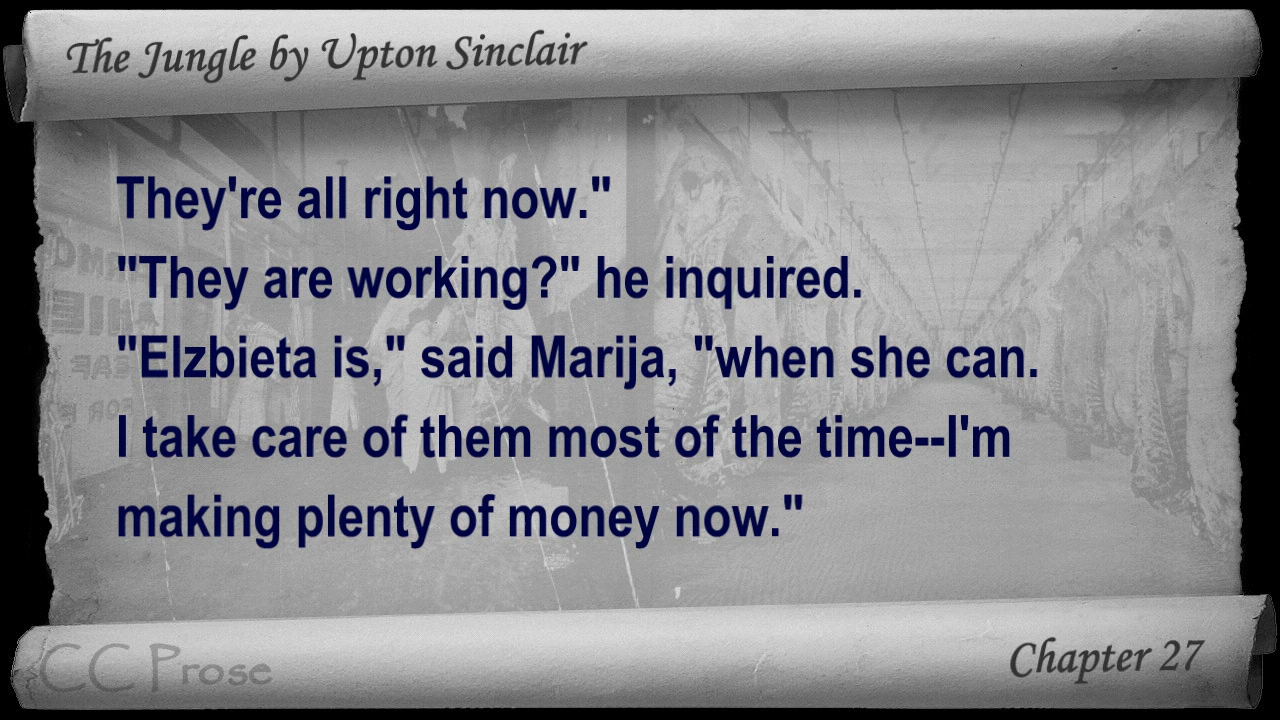 The Jungle by Upton Sinclair
They're all right now."
"They are working?" he inquired.
"Elzbieta is," said Marija, "when she can.
I take care of them most of the time--I'm
making plenty of money now."
CC Prose
Chapter 27